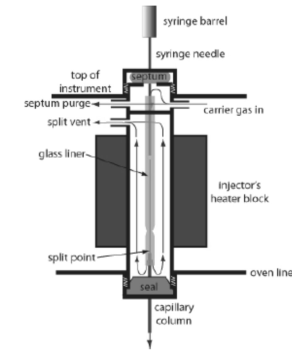 syringe barrel
syringe needle
top of
instrument
septum
septum purge
carrier gas in
split vent
glass liner
injector's
heater block
split point
oven line
seal
capillary
column